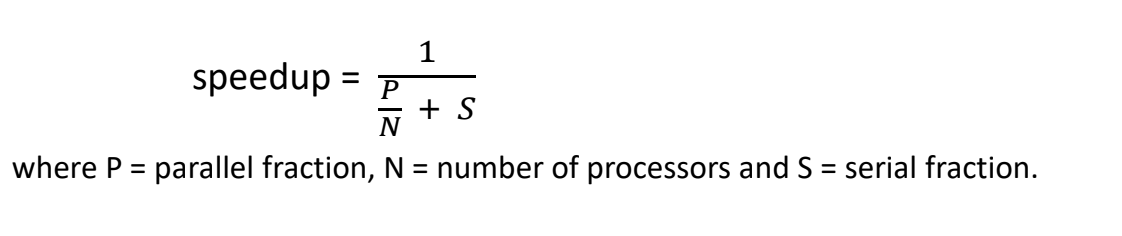 speedup = 1 / (P/N + S)
where P = parallel fraction, N = number of processors and S = serial fraction.